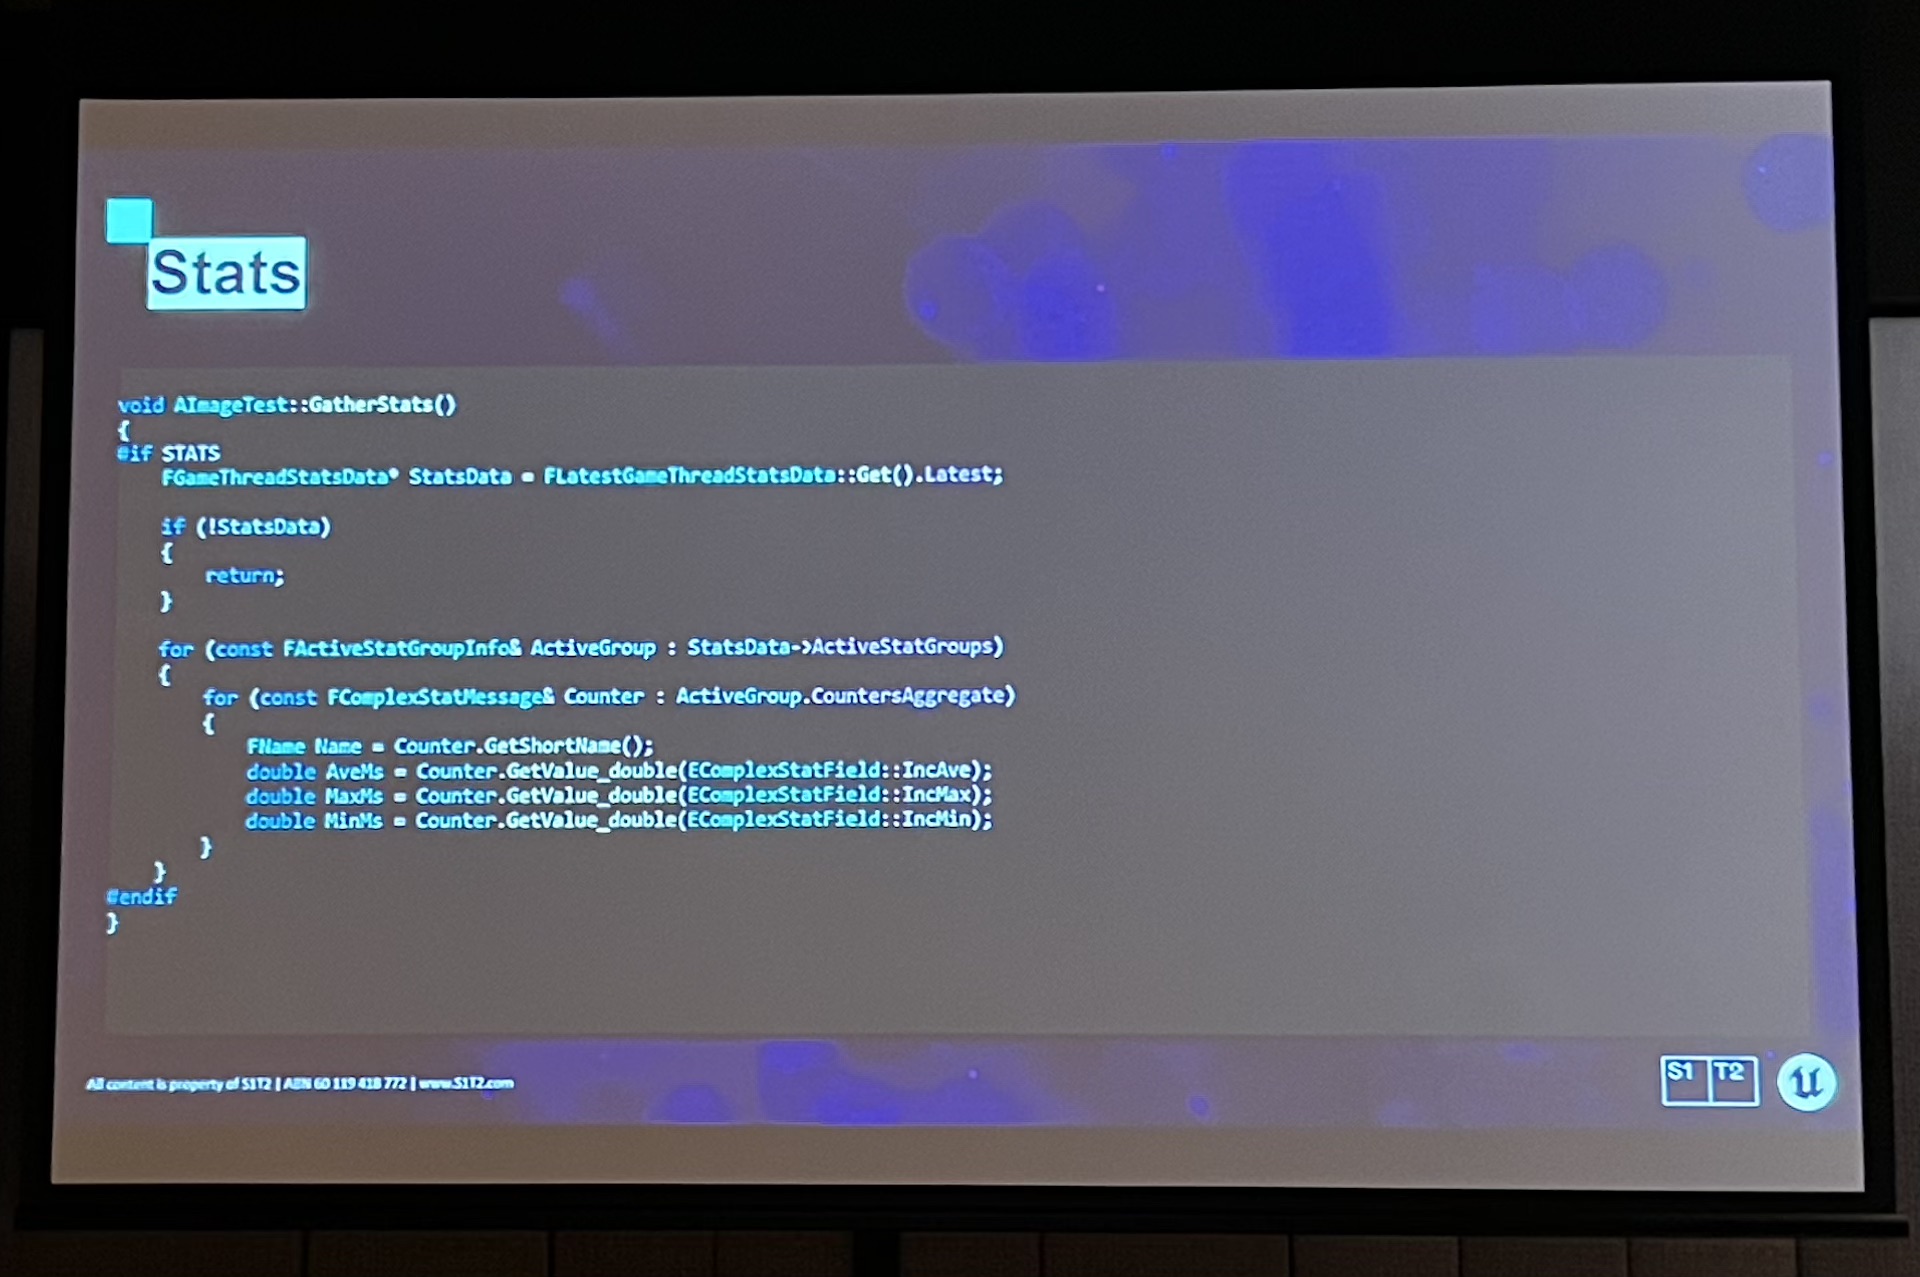 Stats
void AImageTest::GatherStats()
{
#if STATS
FGameThreadStatsData* StatsData = FLatestGameThreadStatsData::Get().Latest;
if (!StatsData)
{
return;
}
for (const FActiveStatGroupInfo& ActiveGroup : StatsData->ActiveStatGroups)
{
for (const FComplexStatMessage& Counter : ActiveGroup.CountersAggregate)
{
FName Name = Counter.GetShortName();
double AveMs = Counter.GetValue_double(EComplexStatField::IncAve);
double MaxMs = Counter.GetValue_double(EComplexStatField::IncMax);
double MinMs = Counter.GetValue_double(EComplexStatField::IncMin);
}
}
#endif
}
All content is property of S1T2 | ABN 60 119 418 772 | www.S1T2.com
S1 T2